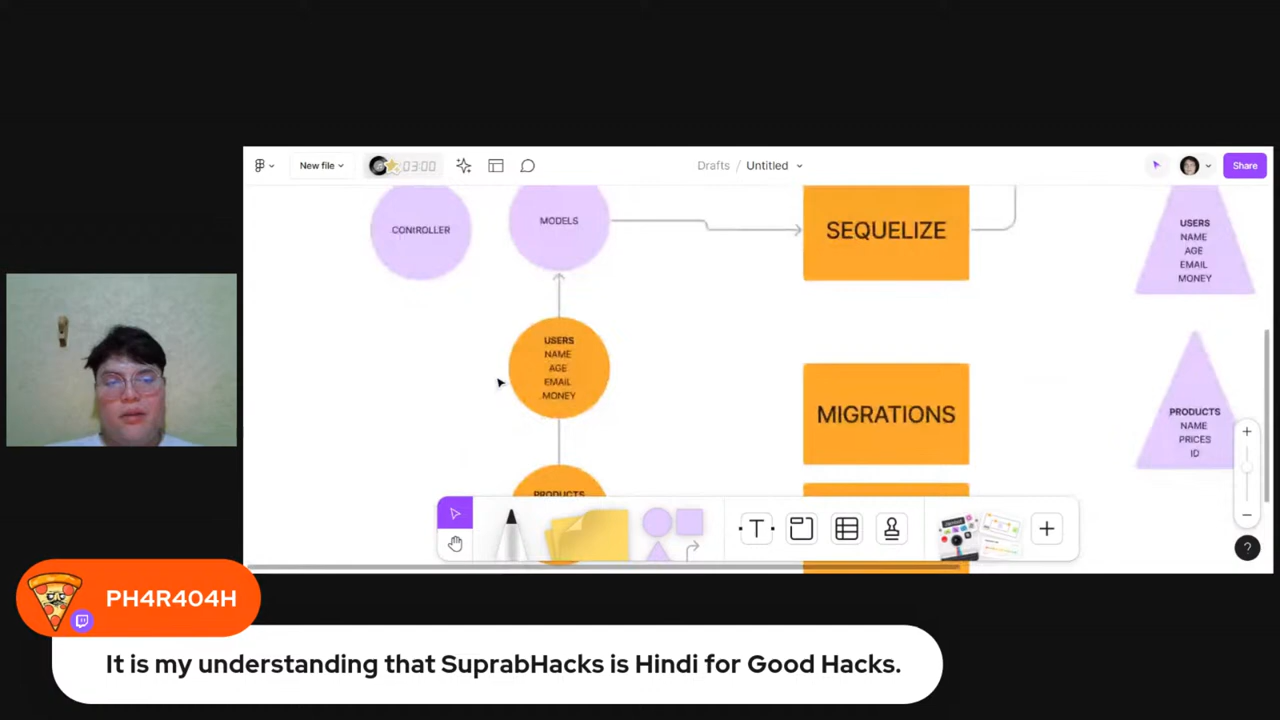 New file
03:00
Drafts / Untitled
Share
CONTROLLER
MODELS
SEQUELIZE
USERS
NAME
AGE
EMAIL
MONEY
USERS
NAME
AGE
EMAIL
MONEY
MIGRATIONS
PRODUCTS
NAME
PRICES
ID
PRODUCTS
T
?
PH4R404H
It is my understanding that SuprabHacks is Hindi for Good Hacks.